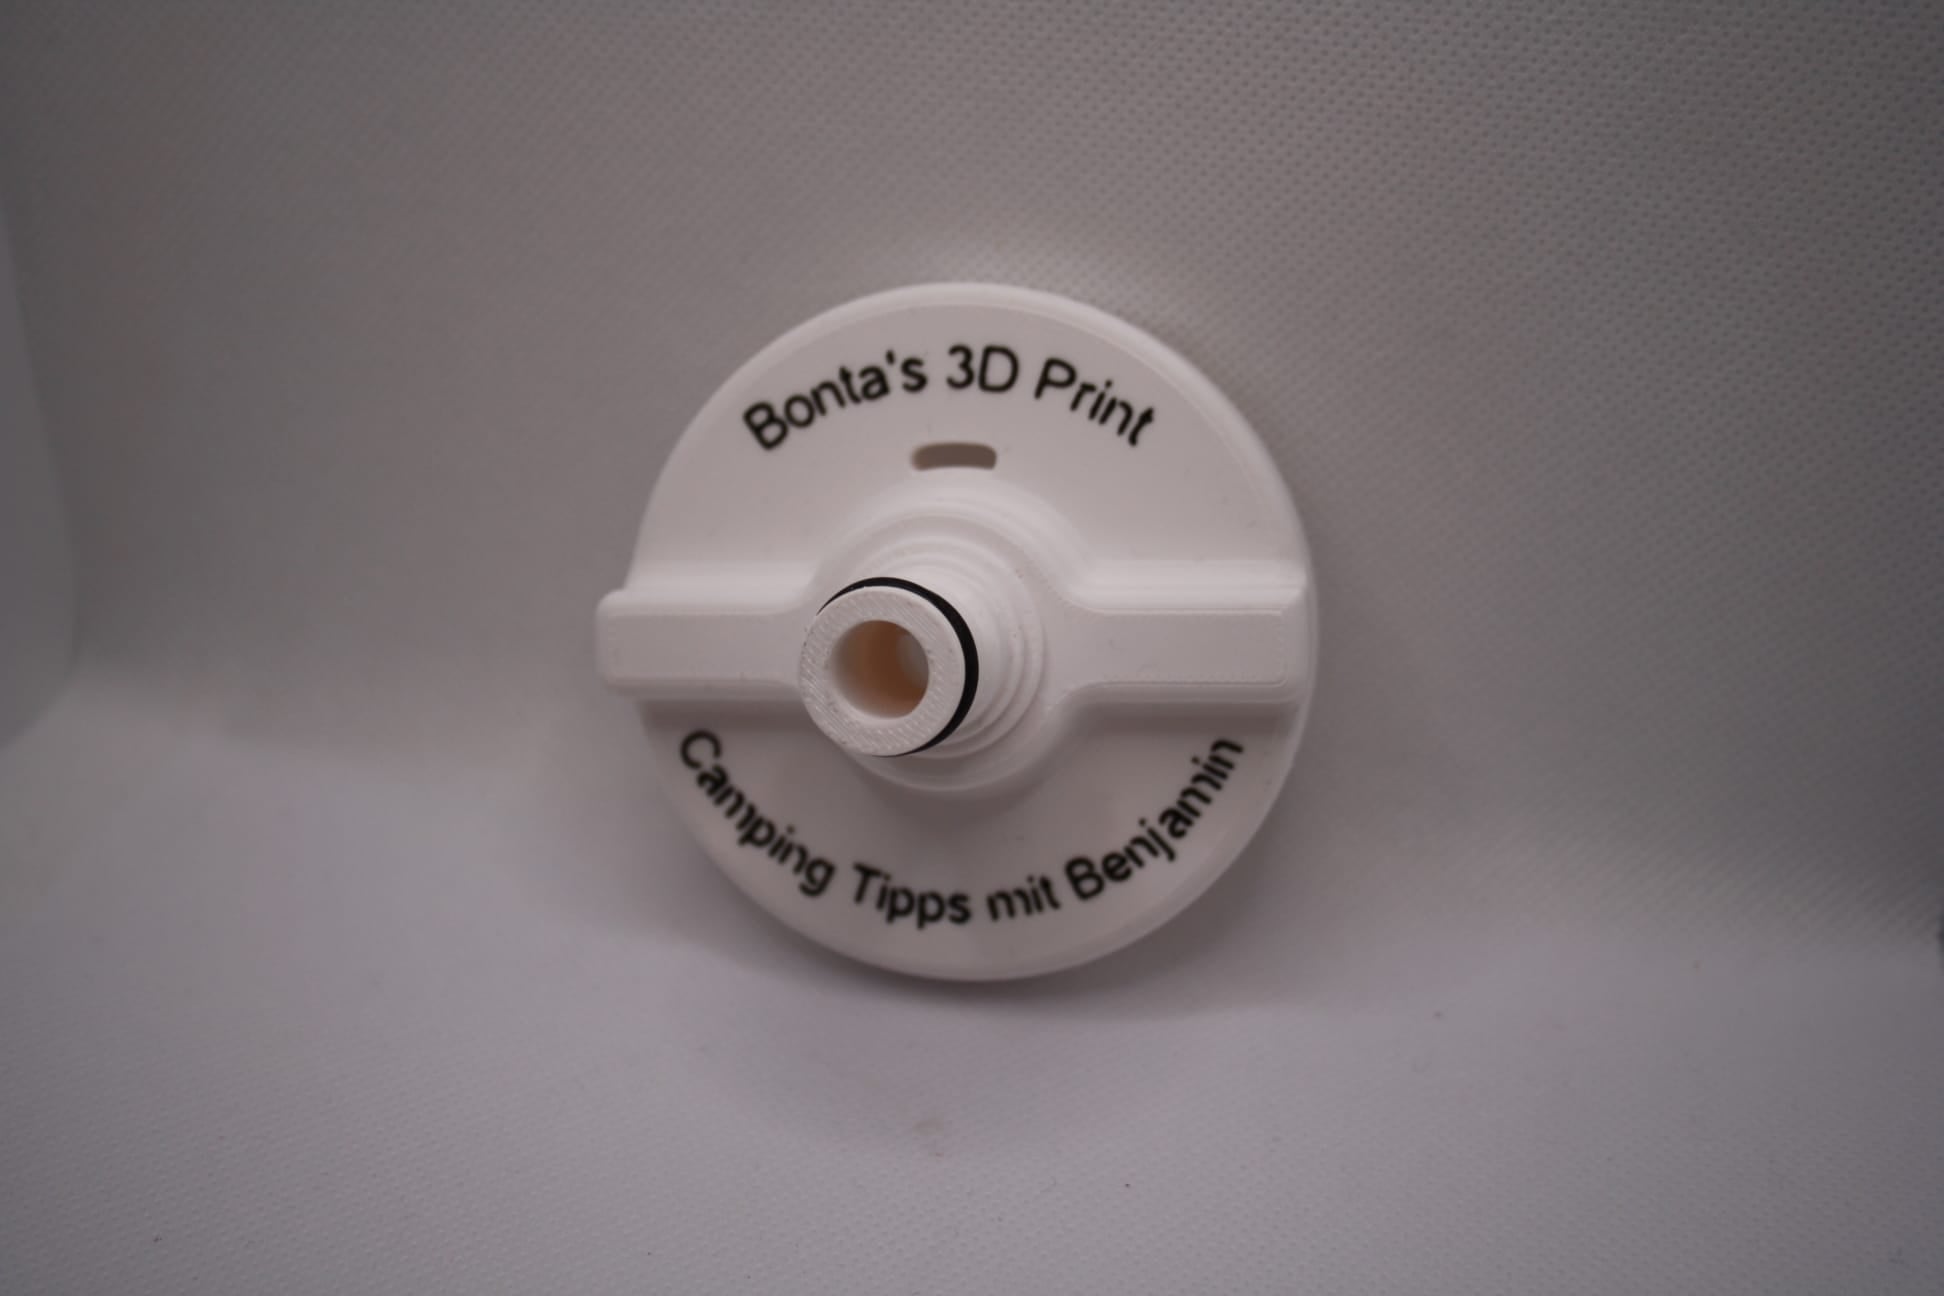 Bonta's 3D Print
Camping Tipps mit Benjamin